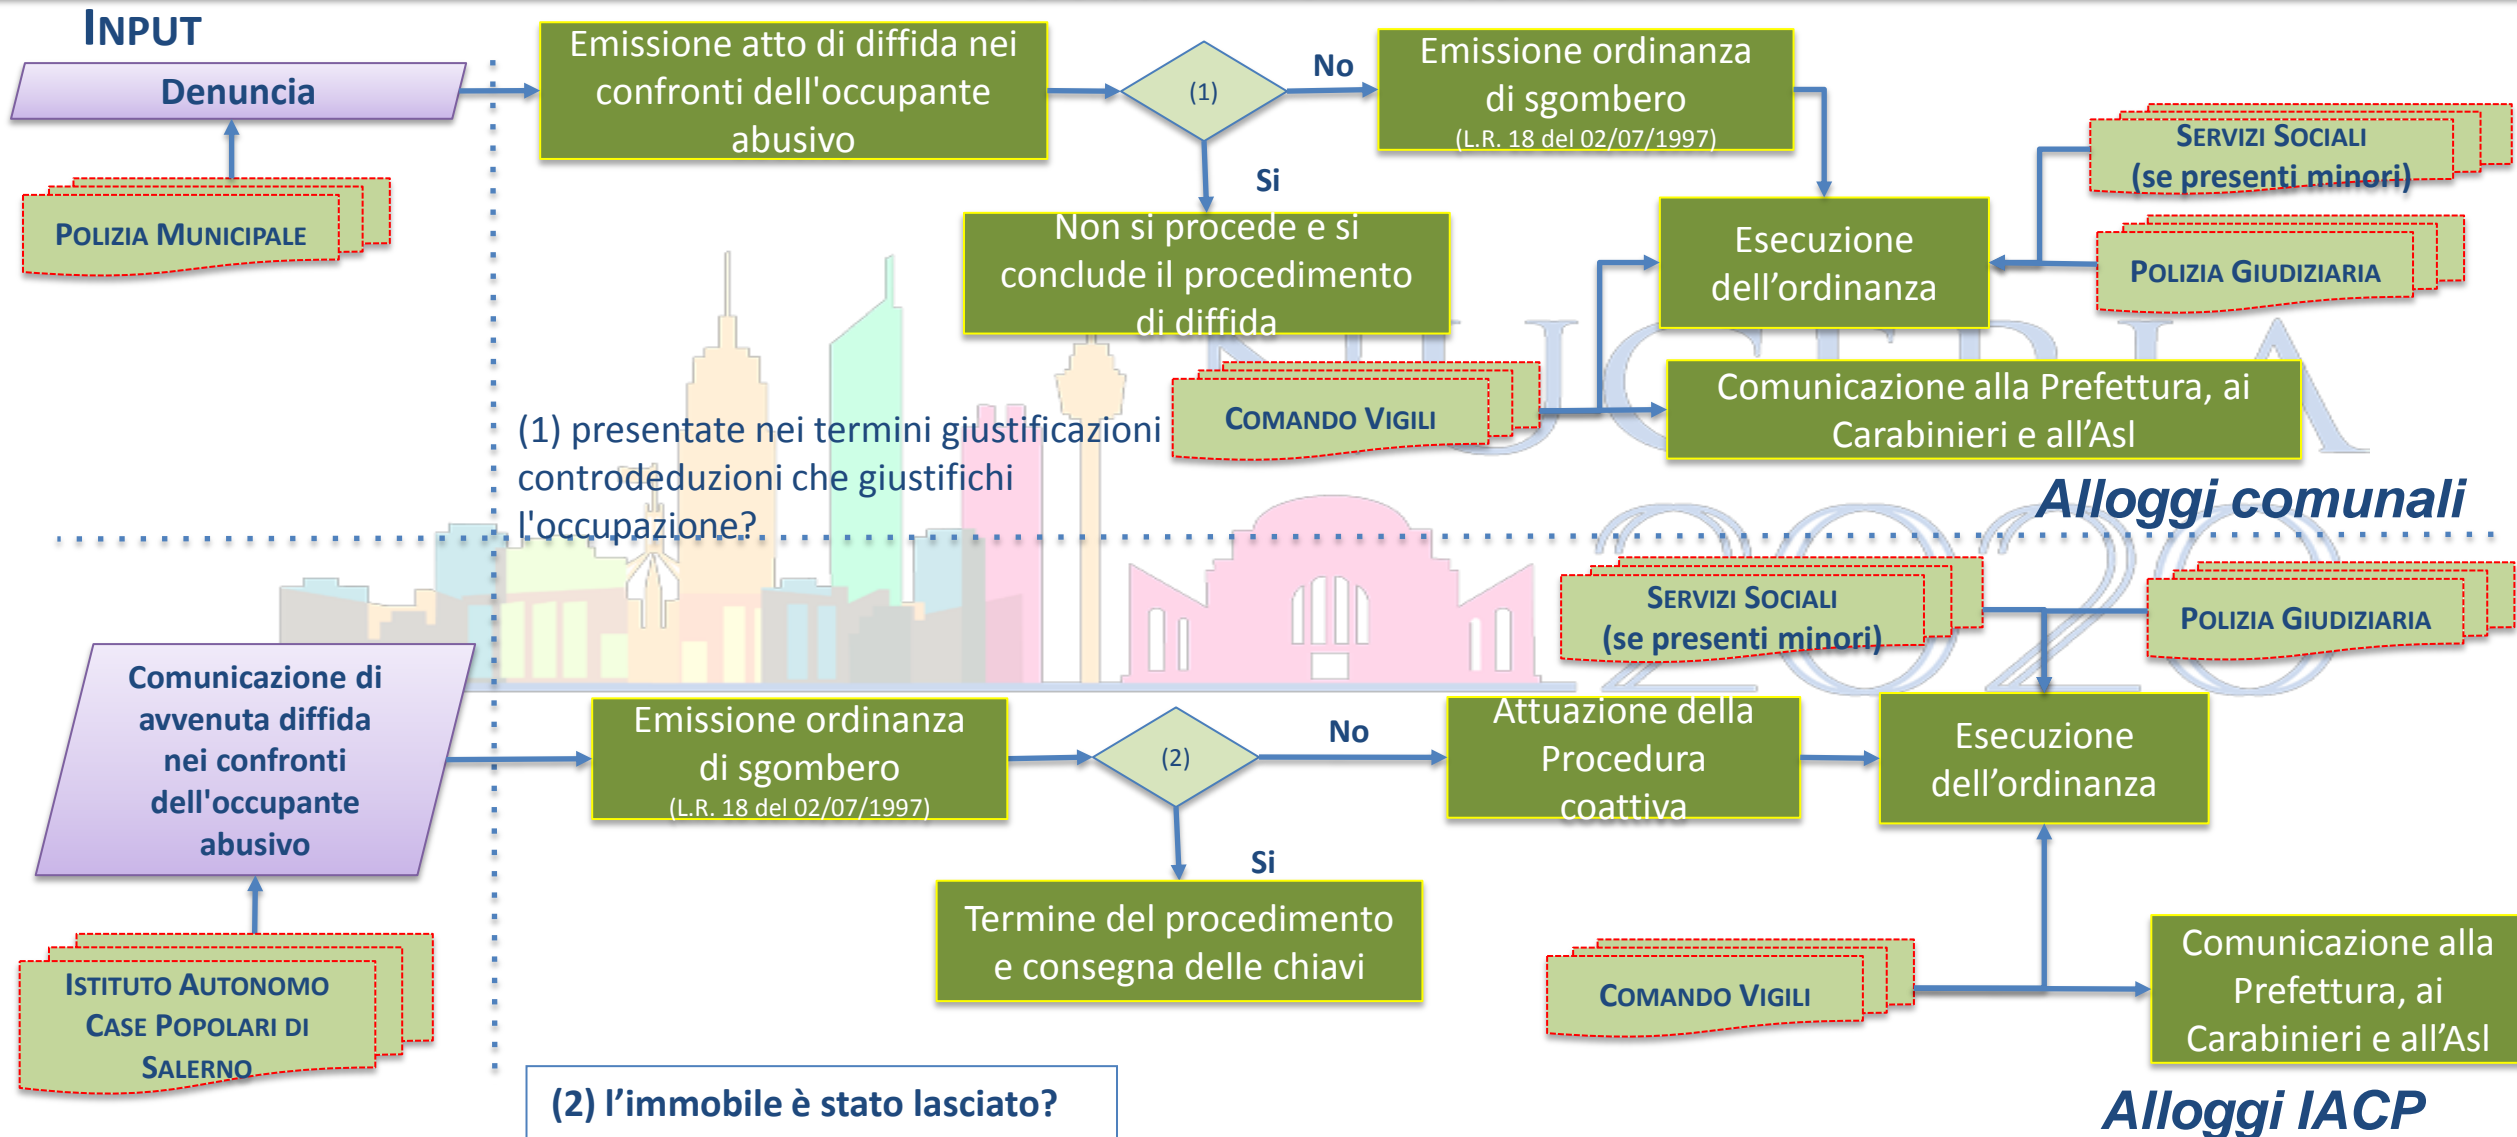 INPUT
Denuncia
POLIZIA MUNICIPALE
Emissione atto di diffida nei
confronti dell'occupante
abusivo
(1)
No
Si
Emissione ordinanza
di sgombero
(L.R. 18 del 02/07/1997)
Non si procede e si
conclude il procedimento
di diffida
Esecuzione
dell’ordinanza
SERVIZI SOCIALI
(se presenti minori)
POLIZIA GIUDIZIARIA
COMANDO VIGILI
Comunicazione alla Prefettura, ai
Carabinieri e all’Asl
(1) presentate nei termini giustificazioni
controdeduzioni che giustifichi
l'occupazione?
Alloggi comunali
NUCERIA
2020
Comunicazione di
avvenuta diffida
nei confronti
dell'occupante
abusivo
ISTITUTO AUTONOMO
CASE POPOLARI DI
SALERNO
Emissione ordinanza
di sgombero
(L.R. 18 del 02/07/1997)
(2)
No
Si
Attuazione della
Procedura
coattiva
Esecuzione
dell’ordinanza
SERVIZI SOCIALI
(se presenti minori)
POLIZIA GIUDIZIARIA
Termine del procedimento
e consegna delle chiavi
COMANDO VIGILI
Comunicazione alla
Prefettura, ai
Carabinieri e all’Asl
(2) l’immobile è stato lasciato?
Alloggi IACP